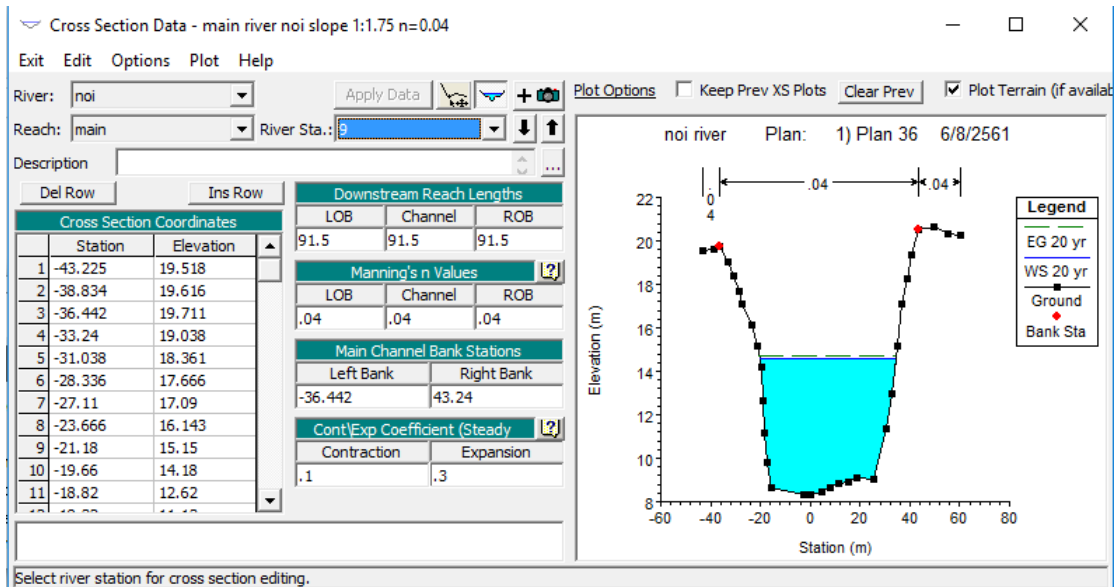 Cross Section Data - main river noi slope 1:1.75 n=0.04
Exit Edit Options Plot Help
River: noi Apply Data
Reach: main River Sta.: 9
Description ...
Del Row Ins Row
Cross Section Coordinates
Station Elevation
1 -43.225 19.518
2 -38.834 19.616
3 -36.442 19.711
4 -33.24 19.038
5 -31.038 18.361
6 -28.336 17.666
7 -27.11 17.09
8 -23.666 16.143
9 -21.18 15.15
10 -19.66 14.18
11 -18.82 12.62
Downstream Reach Lengths
LOB Channel ROB
91.5 91.5 91.5
Manning's n Values
LOB Channel ROB
.04 .04 .04
Main Channel Bank Stations
Left Bank Right Bank
-36.442 43.24
Cont\Exp Coefficient (Steady
Contraction Expansion
.1 .3
Plot Options Keep Prev XS Plots Clear Prev Plot Terrain (if availab
noi river Plan: 1) Plan 36 6/8/2561
.04 .04 .04
22
20
18
16
14
12
10
8
Elevation (m)
-60 -40 -20 0 20 40 60 80
Station (m)
Legend
EG 20 yr
WS 20 yr
Ground
Bank Sta
Select river station for cross section editing.